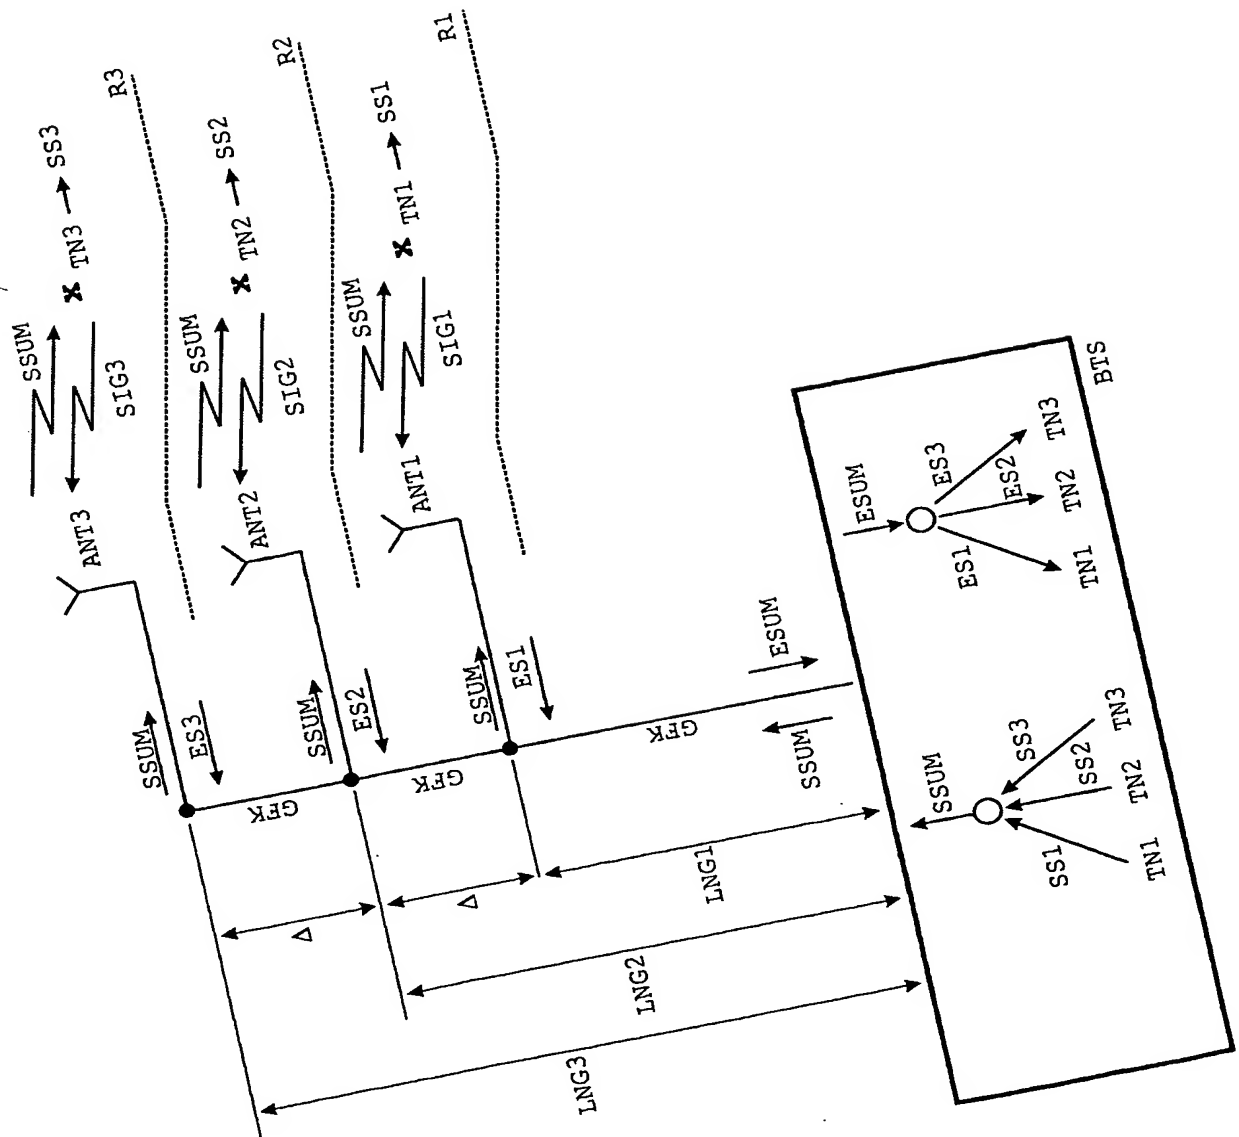 R3
SSUM
TN3
SS3
SIG3
ANT3
SSUM
ES3
GFK
R2
SSUM
TN2
SS2
SIG2
ANT2
SSUM
ES2
GFK
R1
SSUM
TN1
SS1
SIG1
ANT1
SSUM
ES1
GFK
Δ
Δ
LNG1
LNG2
LNG3
SSUM
ESUM
BTS
SSUM
SS1
SS2
SS3
TN1
TN2
TN3
ESUM
ES1
ES2
ES3
TN1
TN2
TN3